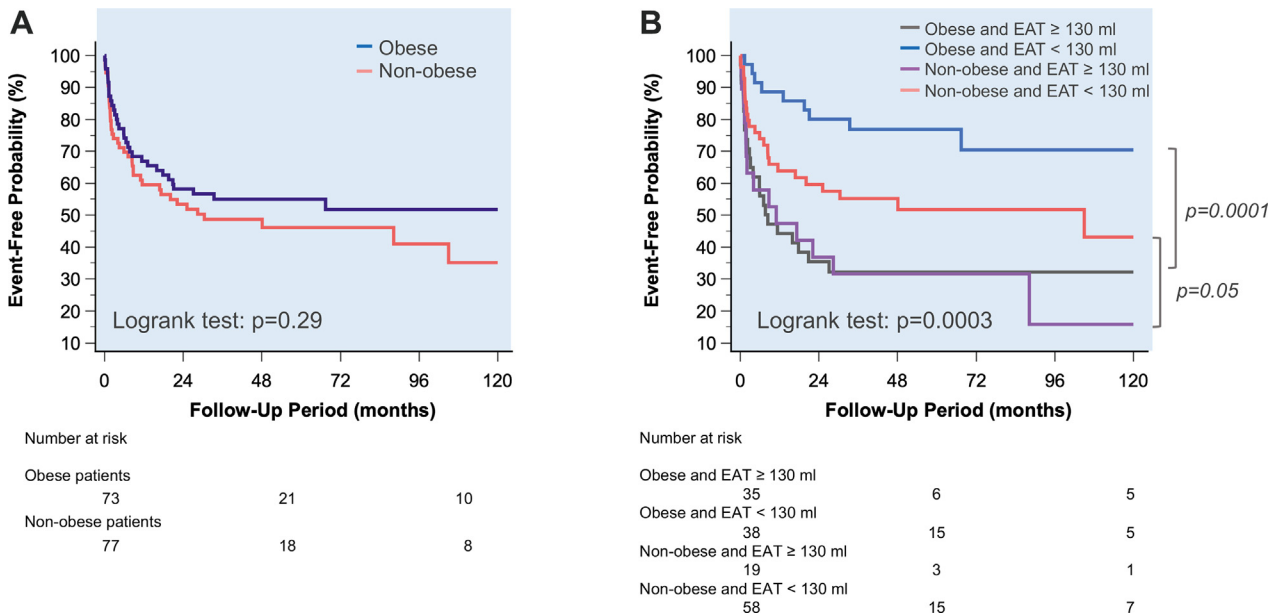 A
Obese
Non-obese
Event-Free Probability (%)
100
90
80
70
60
50
40
30
20
10
Logrank test: p=0.29
0 24 48 72 96 120
Follow-Up Period (months)
Number at risk
Obese patients
73 21 10
Non-obese patients
77 18 8
B
Obese and EAT ≥ 130 ml
Obese and EAT < 130 ml
Non-obese and EAT ≥ 130 ml
Non-obese and EAT < 130 ml
Event-Free Probability (%)
100
90
80
70
60
50
40
30
20
10
p=0.0001
p=0.05
Logrank test: p=0.0003
0 24 48 72 96 120
Follow-Up Period (months)
Number at risk
Obese and EAT ≥ 130 ml
35 6 5
Obese and EAT < 130 ml
38 15 5
Non-obese and EAT ≥ 130 ml
19 3 1
Non-obese and EAT < 130 ml
58 15 7